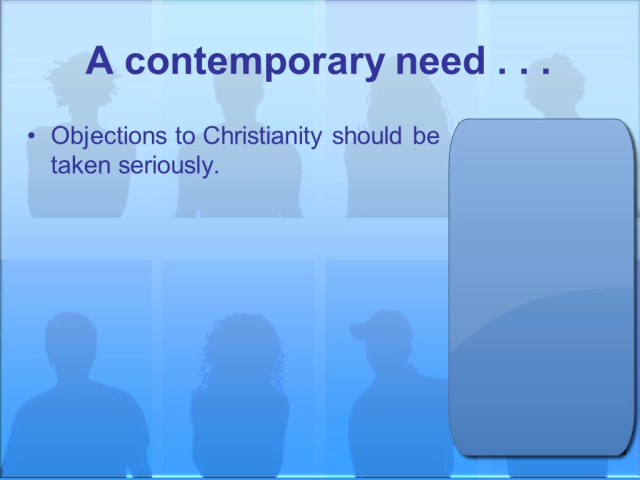 A contemporary need . . .
• Objections to Christianity should be
taken seriously.